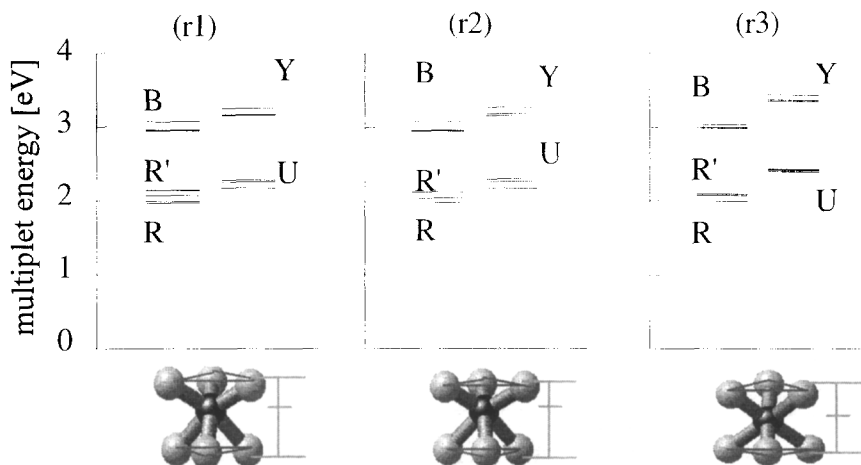 (r1) (r2) (r3)
multiplet energy [eV]
4
3
2
1
0
B Y
R' U
R
B Y
R' U
R
B Y
R' U
R